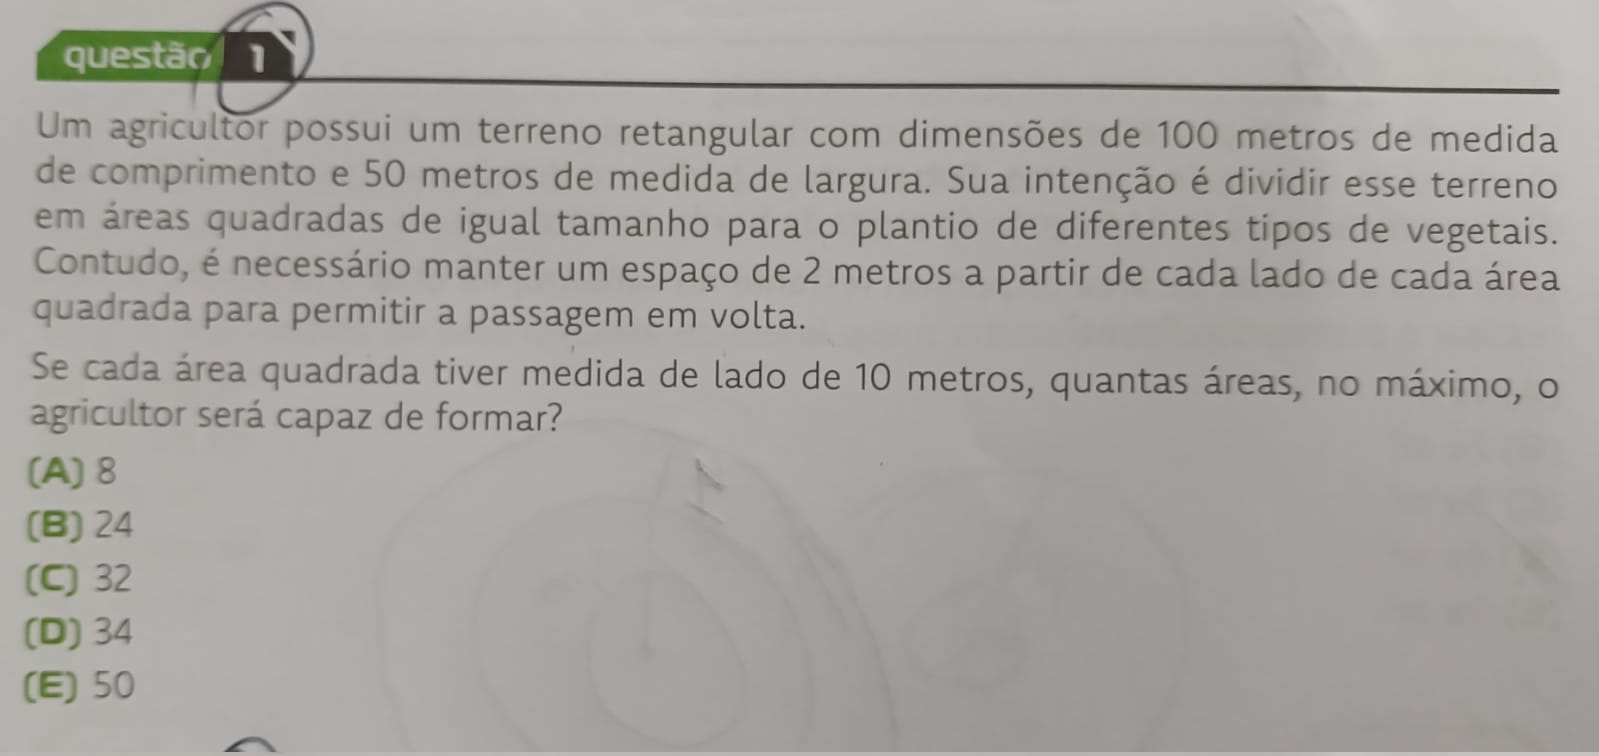 questão 1
Um agricultor possui um terreno retangular com dimensões de 100 metros de medida
de comprimento e 50 metros de medida de largura. Sua intenção é dividir esse terreno
em áreas quadradas de igual tamanho para o plantio de diferentes tipos de vegetais.
Contudo, é necessário manter um espaço de 2 metros a partir de cada lado de cada área
quadrada para permitir a passagem em volta.
Se cada área quadrada tiver medida de lado de 10 metros, quantas áreas, no máximo, o
agricultor será capaz de formar?
(A) 8
(B) 24
(C) 32
(D) 34
(E) 50